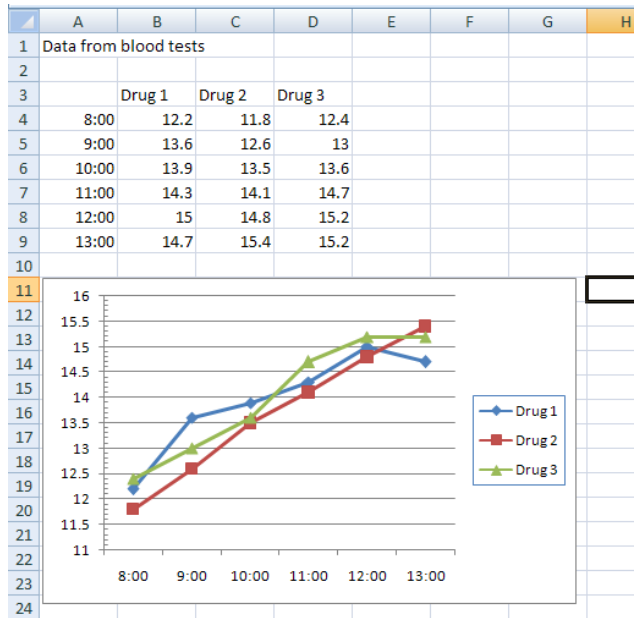 A B C D E F G H
1 Data from blood tests
2
3 Drug 1 Drug 2 Drug 3
4 8:00 12.2 11.8 12.4
5 9:00 13.6 12.6 13
6 10:00 13.9 13.5 13.6
7 11:00 14.3 14.1 14.7
8 12:00 15 14.8 15.2
9 13:00 14.7 15.4 15.2
10
11
12
13
14
15
16
17
18
19
20
21
22
23
24
16
15.5
15
14.5
14
13.5
13
12.5
12
11.5
11
8:00 9:00 10:00 11:00 12:00 13:00
Drug 1
Drug 2
Drug 3